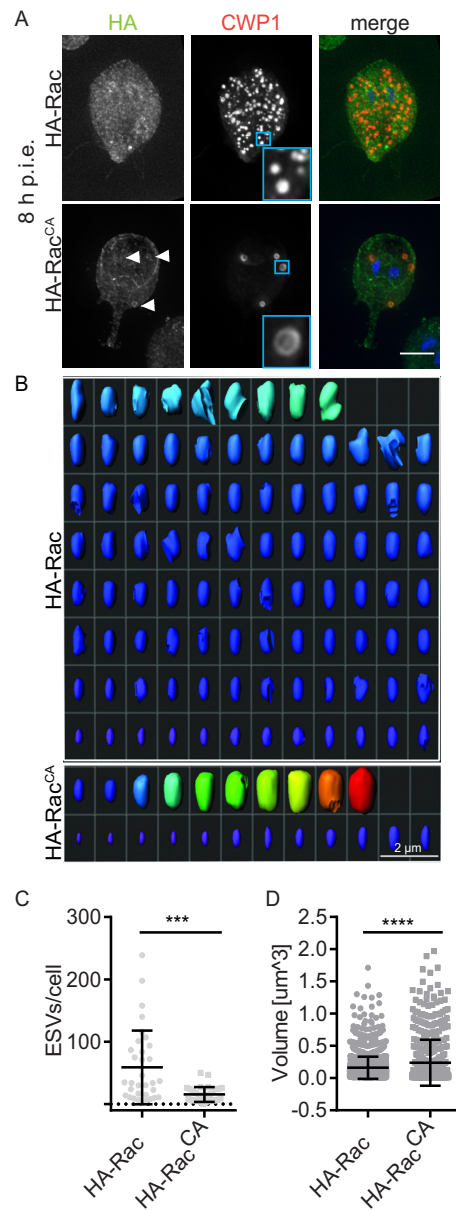 A
HA
CWP1
merge
8 h p.i.e.
HA-Rac
HA-Rac^CA
B
HA-Rac
HA-Rac^CA
2 µm
C
***
ESVs/cell
300
200
100
HA-Rac
HA-Rac^CA
D
****
Volume [um^3]
2.5
2.0
1.5
1.0
0.5
0.0
-0.5
HA-Rac
HA-Rac^CA